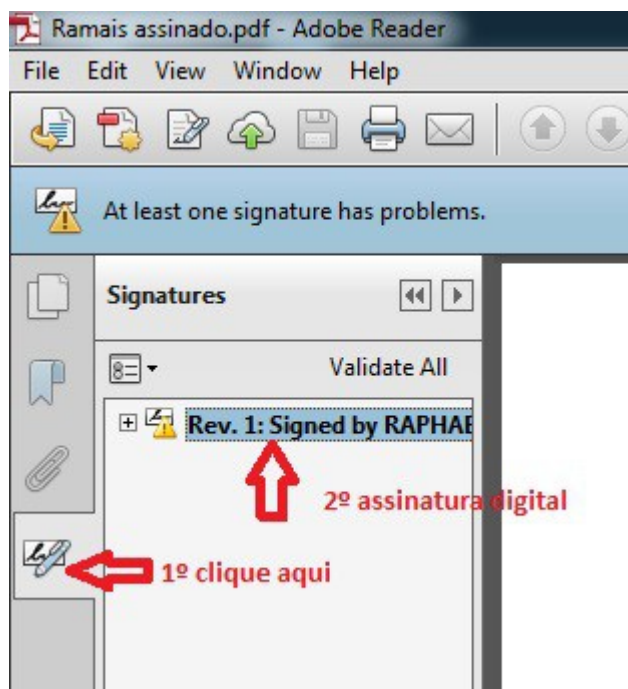 Ramais assinado.pdf - Adobe Reader
File Edit View Window Help
At least one signature has problems.
Signatures
Validate All
Rev. 1: Signed by RAPHAE
2º assinatura digital
1º clique aqui